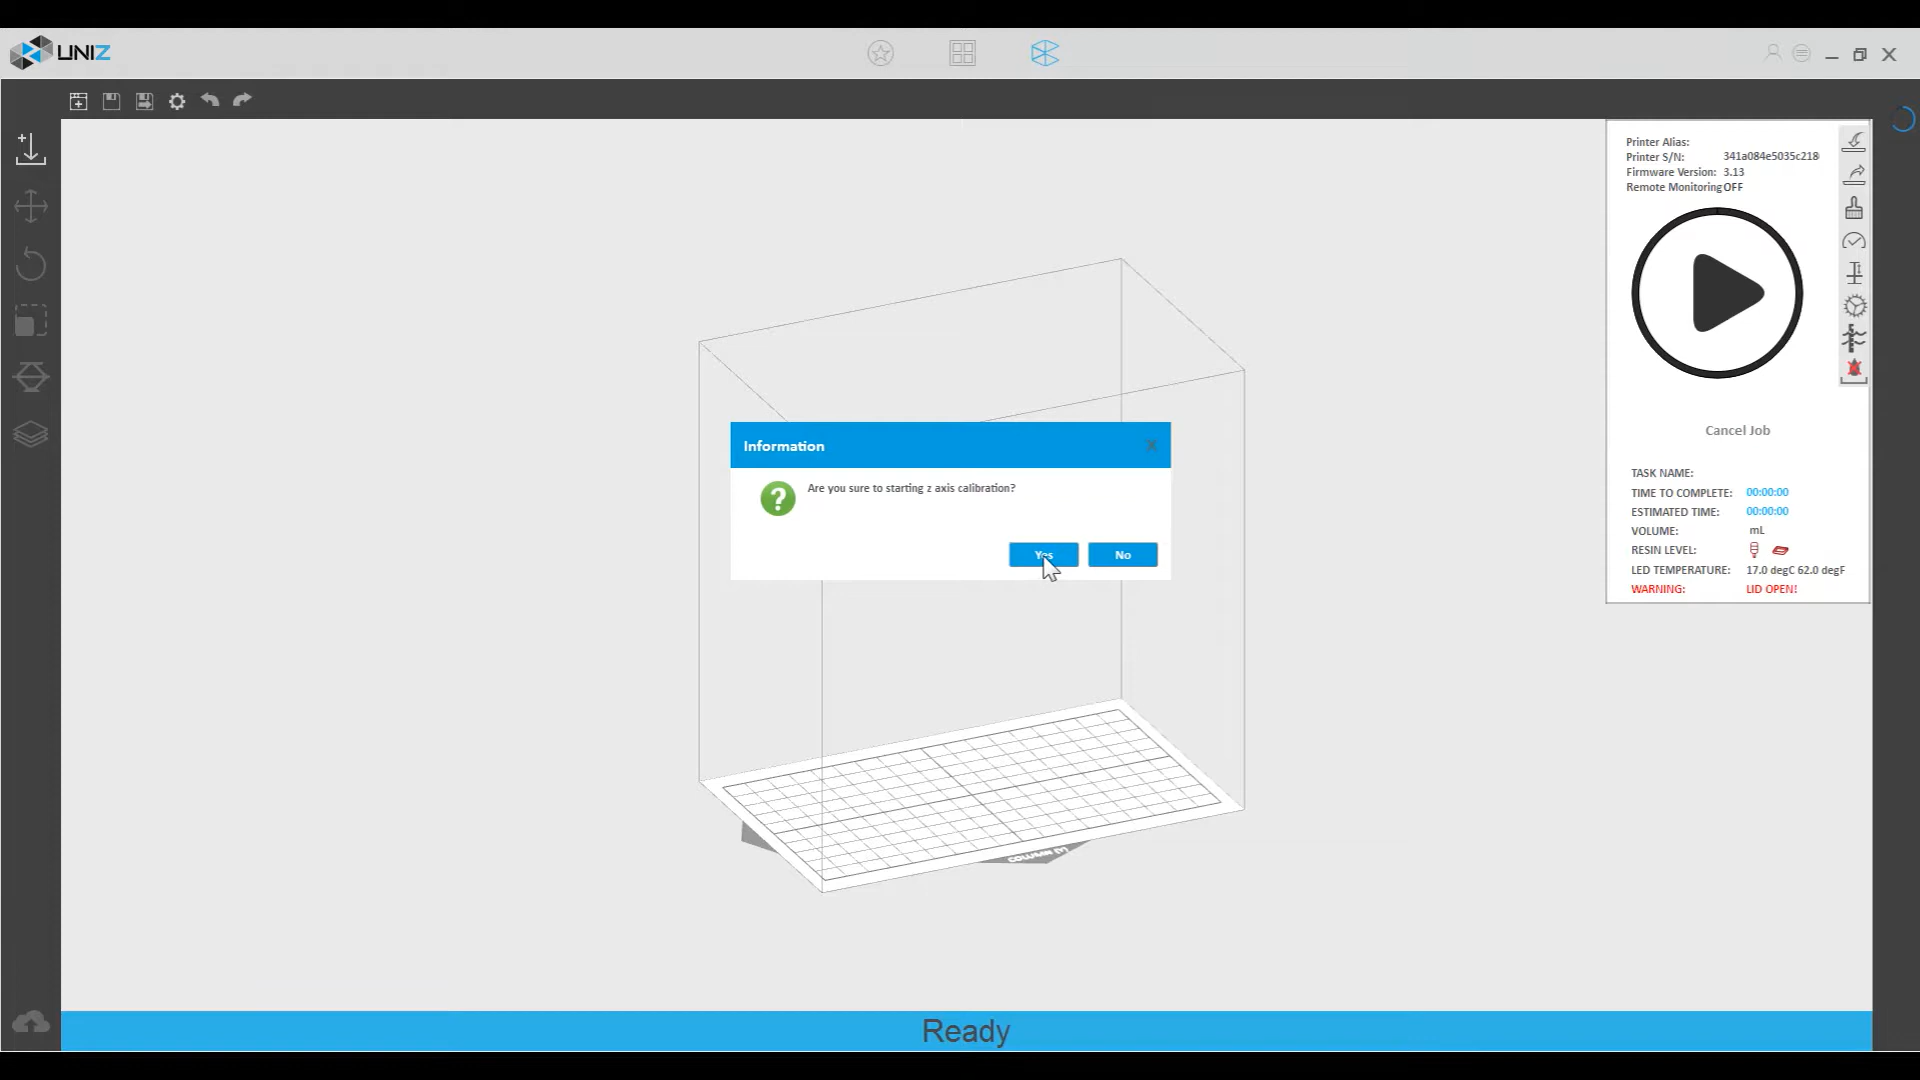 UNIZ
Printer Alias:
Printer S/N: 341a084e5035c218
Firmware Version: 3.13
Remote Monitoring OFF
Cancel Job
TASK NAME:
TIME TO COMPLETE: 00:00:00
ESTIMATED TIME: 00:00:00
VOLUME: mL
RESIN LEVEL:
LED TEMPERATURE: 17.0 degC 62.0 degF
WARNING: LID OPEN!
Information
Are you sure to starting z axis calibration?
Yes No
COLUMN (Y)
Ready